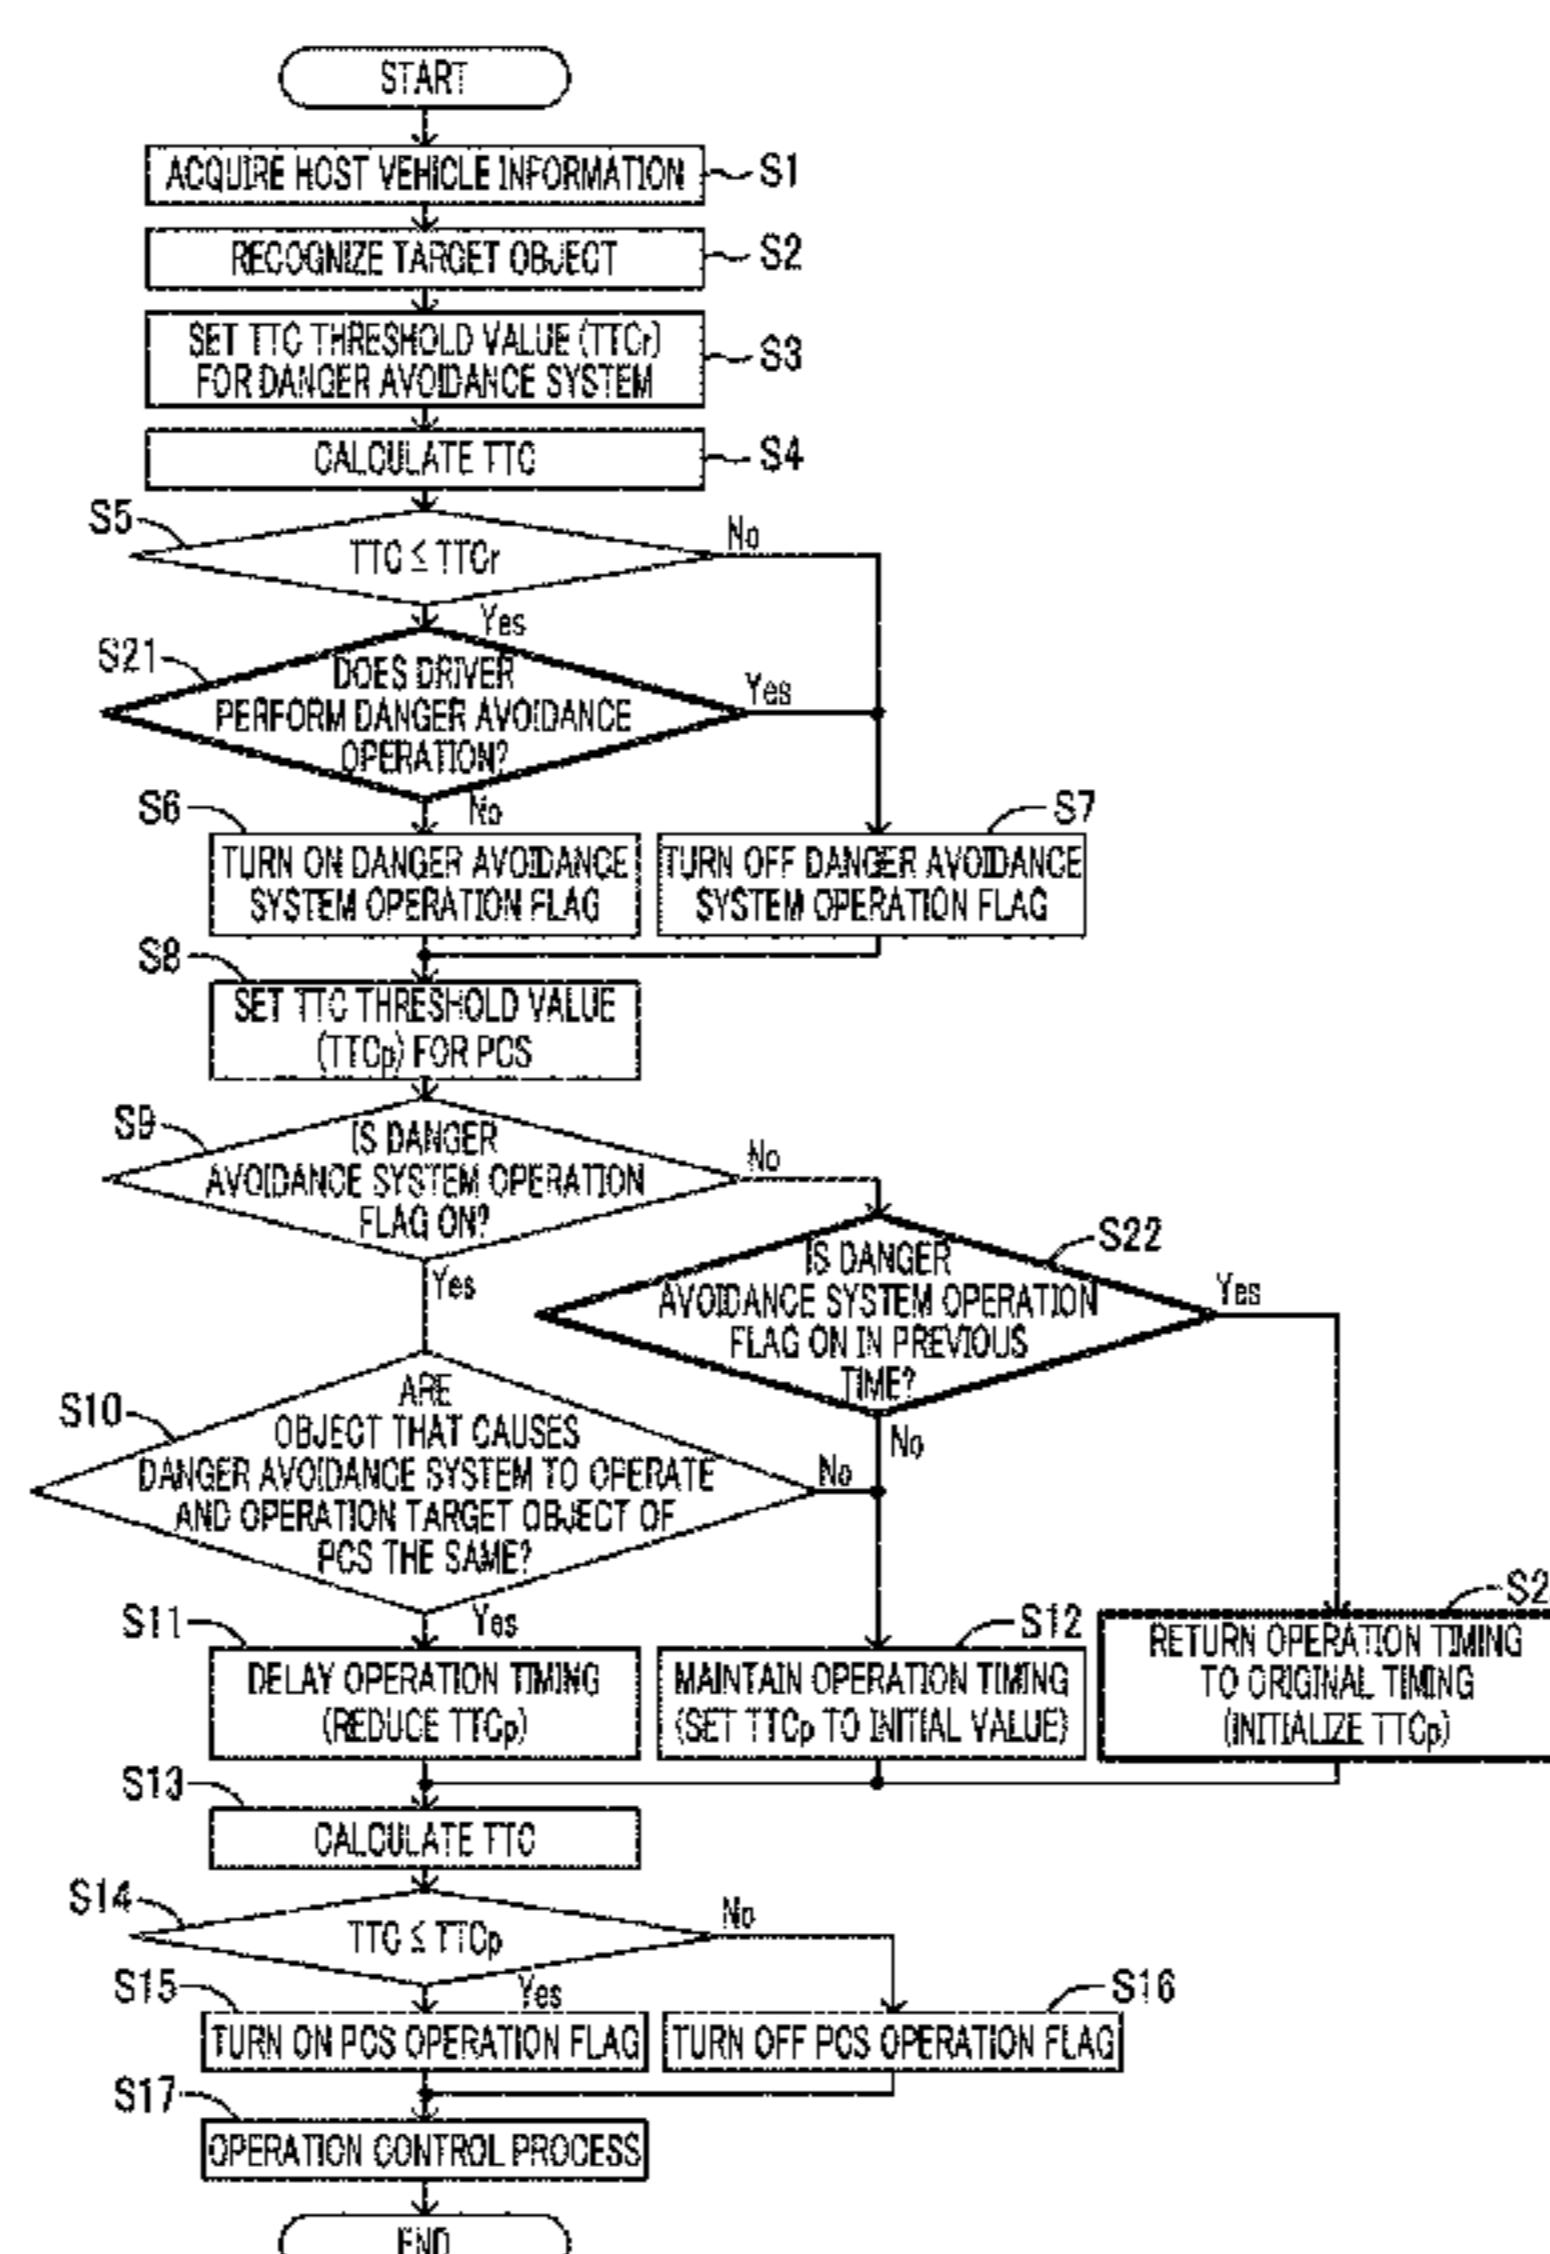 START
ACQUIRE HOST VEHICLE INFORMATION
S1
RECOGNIZE TARGET OBJECT
S2
SET TTC THRESHOLD VALUE (TTCr)
FOR DANGER AVOIDANCE SYSTEM
S3
CALCULATE TTC
S4
S5
TTC ≤ TTCr
No
Yes
S21
DOES DRIVER
PERFORM DANGER AVOIDANCE
OPERATION?
Yes
No
S6
TURN ON DANGER AVOIDANCE
SYSTEM OPERATION FLAG
S7
TURN OFF DANGER AVOIDANCE
SYSTEM OPERATION FLAG
S8
SET TTC THRESHOLD VALUE
(TTCp) FOR PCS
S9
IS DANGER
AVOIDANCE SYSTEM OPERATION
FLAG ON?
No
Yes
S22
IS DANGER
AVOIDANCE SYSTEM OPERATION
FLAG ON IN PREVIOUS
TIME?
Yes
No
S10
ARE
OBJECT THAT CAUSES
DANGER AVOIDANCE SYSTEM TO OPERATE
AND OPERATION TARGET OBJECT OF
PCS THE SAME?
No
Yes
S11
DELAY OPERATION TIMING
(REDUCE TTCp)
S12
MAINTAIN OPERATION TIMING
(SET TTCp TO INITIAL VALUE)
S2
RETURN OPERATION TIMING
TO ORIGINAL TIMING
(INITIALIZE TTCp)
S13
CALCULATE TTC
S14
TTC ≤ TTCp
No
Yes
S15
TURN ON PCS OPERATION FLAG
S16
TURN OFF PCS OPERATION FLAG
S17
OPERATION CONTROL PROCESS
END